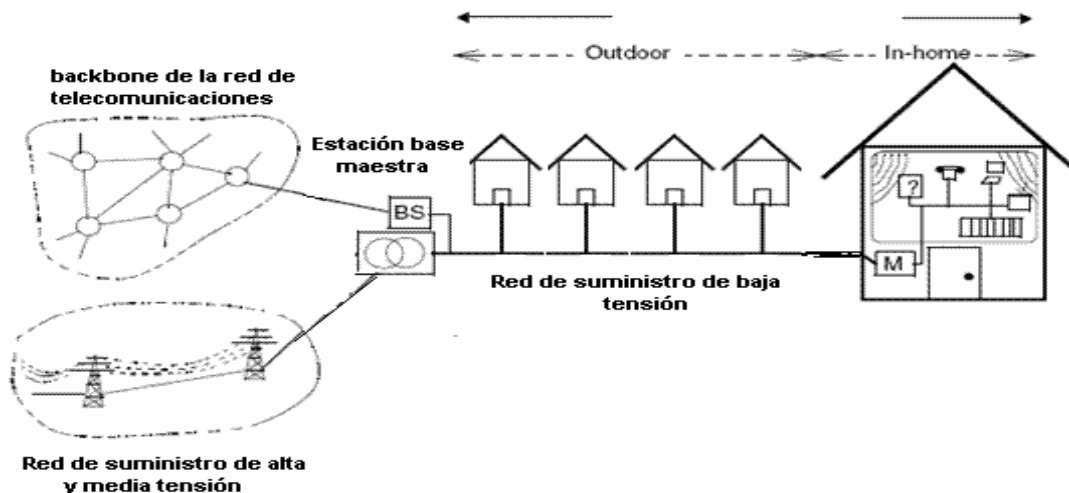 Outdoor
In-home
backbone de la red de
telecomunicaciones
Estación base
maestra
BS
?
M
Red de suministro de baja
tensión
Red de suministro de alta
y media tensión